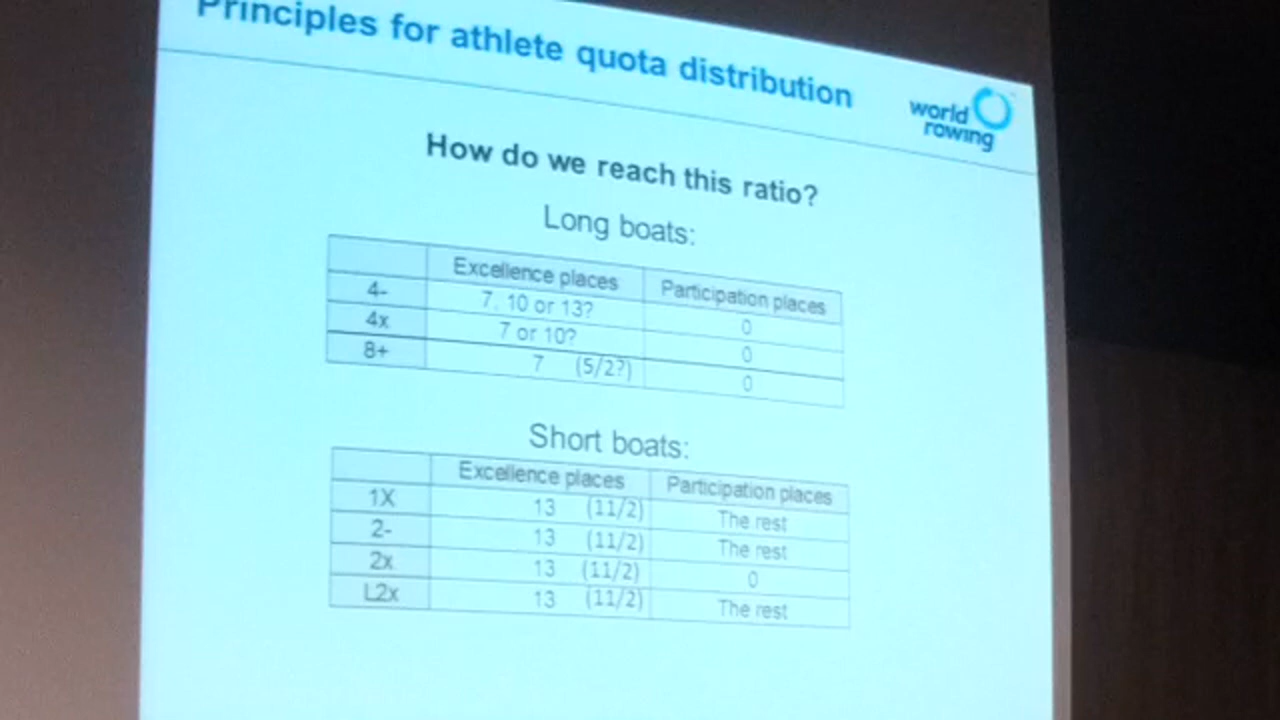 Principles for athlete quota distribution
world
rowing
How do we reach this ratio?
Long boats:
Excellence places Participation places
4- 7, 10 or 13? 0
4x 7 or 10? 0
8+ 7 (5/2?) 0
Short boats:
Excellence places Participation places
1X 13 (11/2) The rest
2- 13 (11/2) The rest
2x 13 (11/2) 0
L2x 13 (11/2) The rest